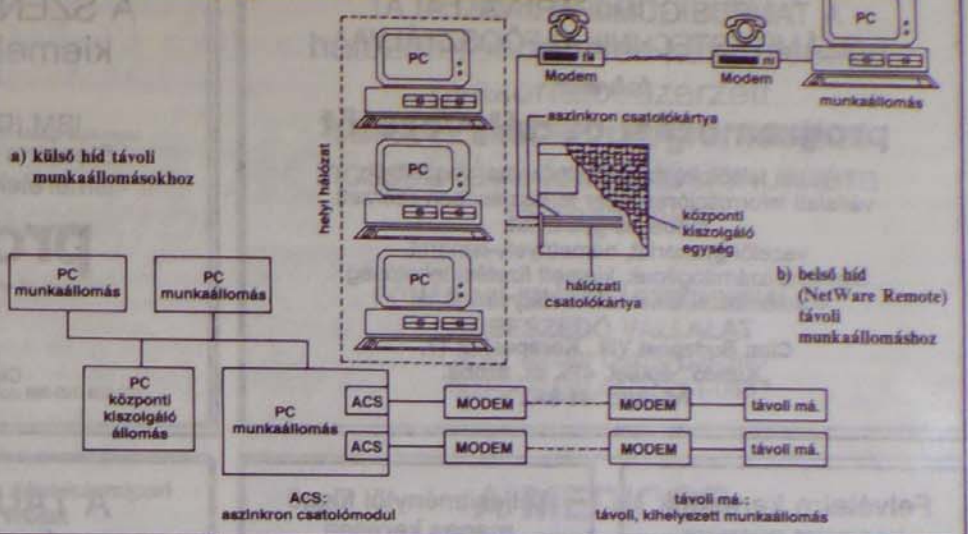 PC
PC
PC
helyi hálózat
Modem
Modem
PC
munkaállomás
aszinkron csatolókártya
központi
kiszolgáló
egység
hálózati
csatolókártya
a) külső híd távoli
munkaállomásokhoz
b) belső híd
(NetWare Remote)
távoli
munkaállomáshoz
PC
munkaállomás
PC
munkaállomás
PC
központi
kiszolgáló
állomás
PC
munkaállomás
ACS
MODEM
MODEM
távoli má.
ACS
MODEM
MODEM
távoli má.
ACS:
aszinkron csatolómodul
távoli má.:
távoli, kihelyezett munkaállomás